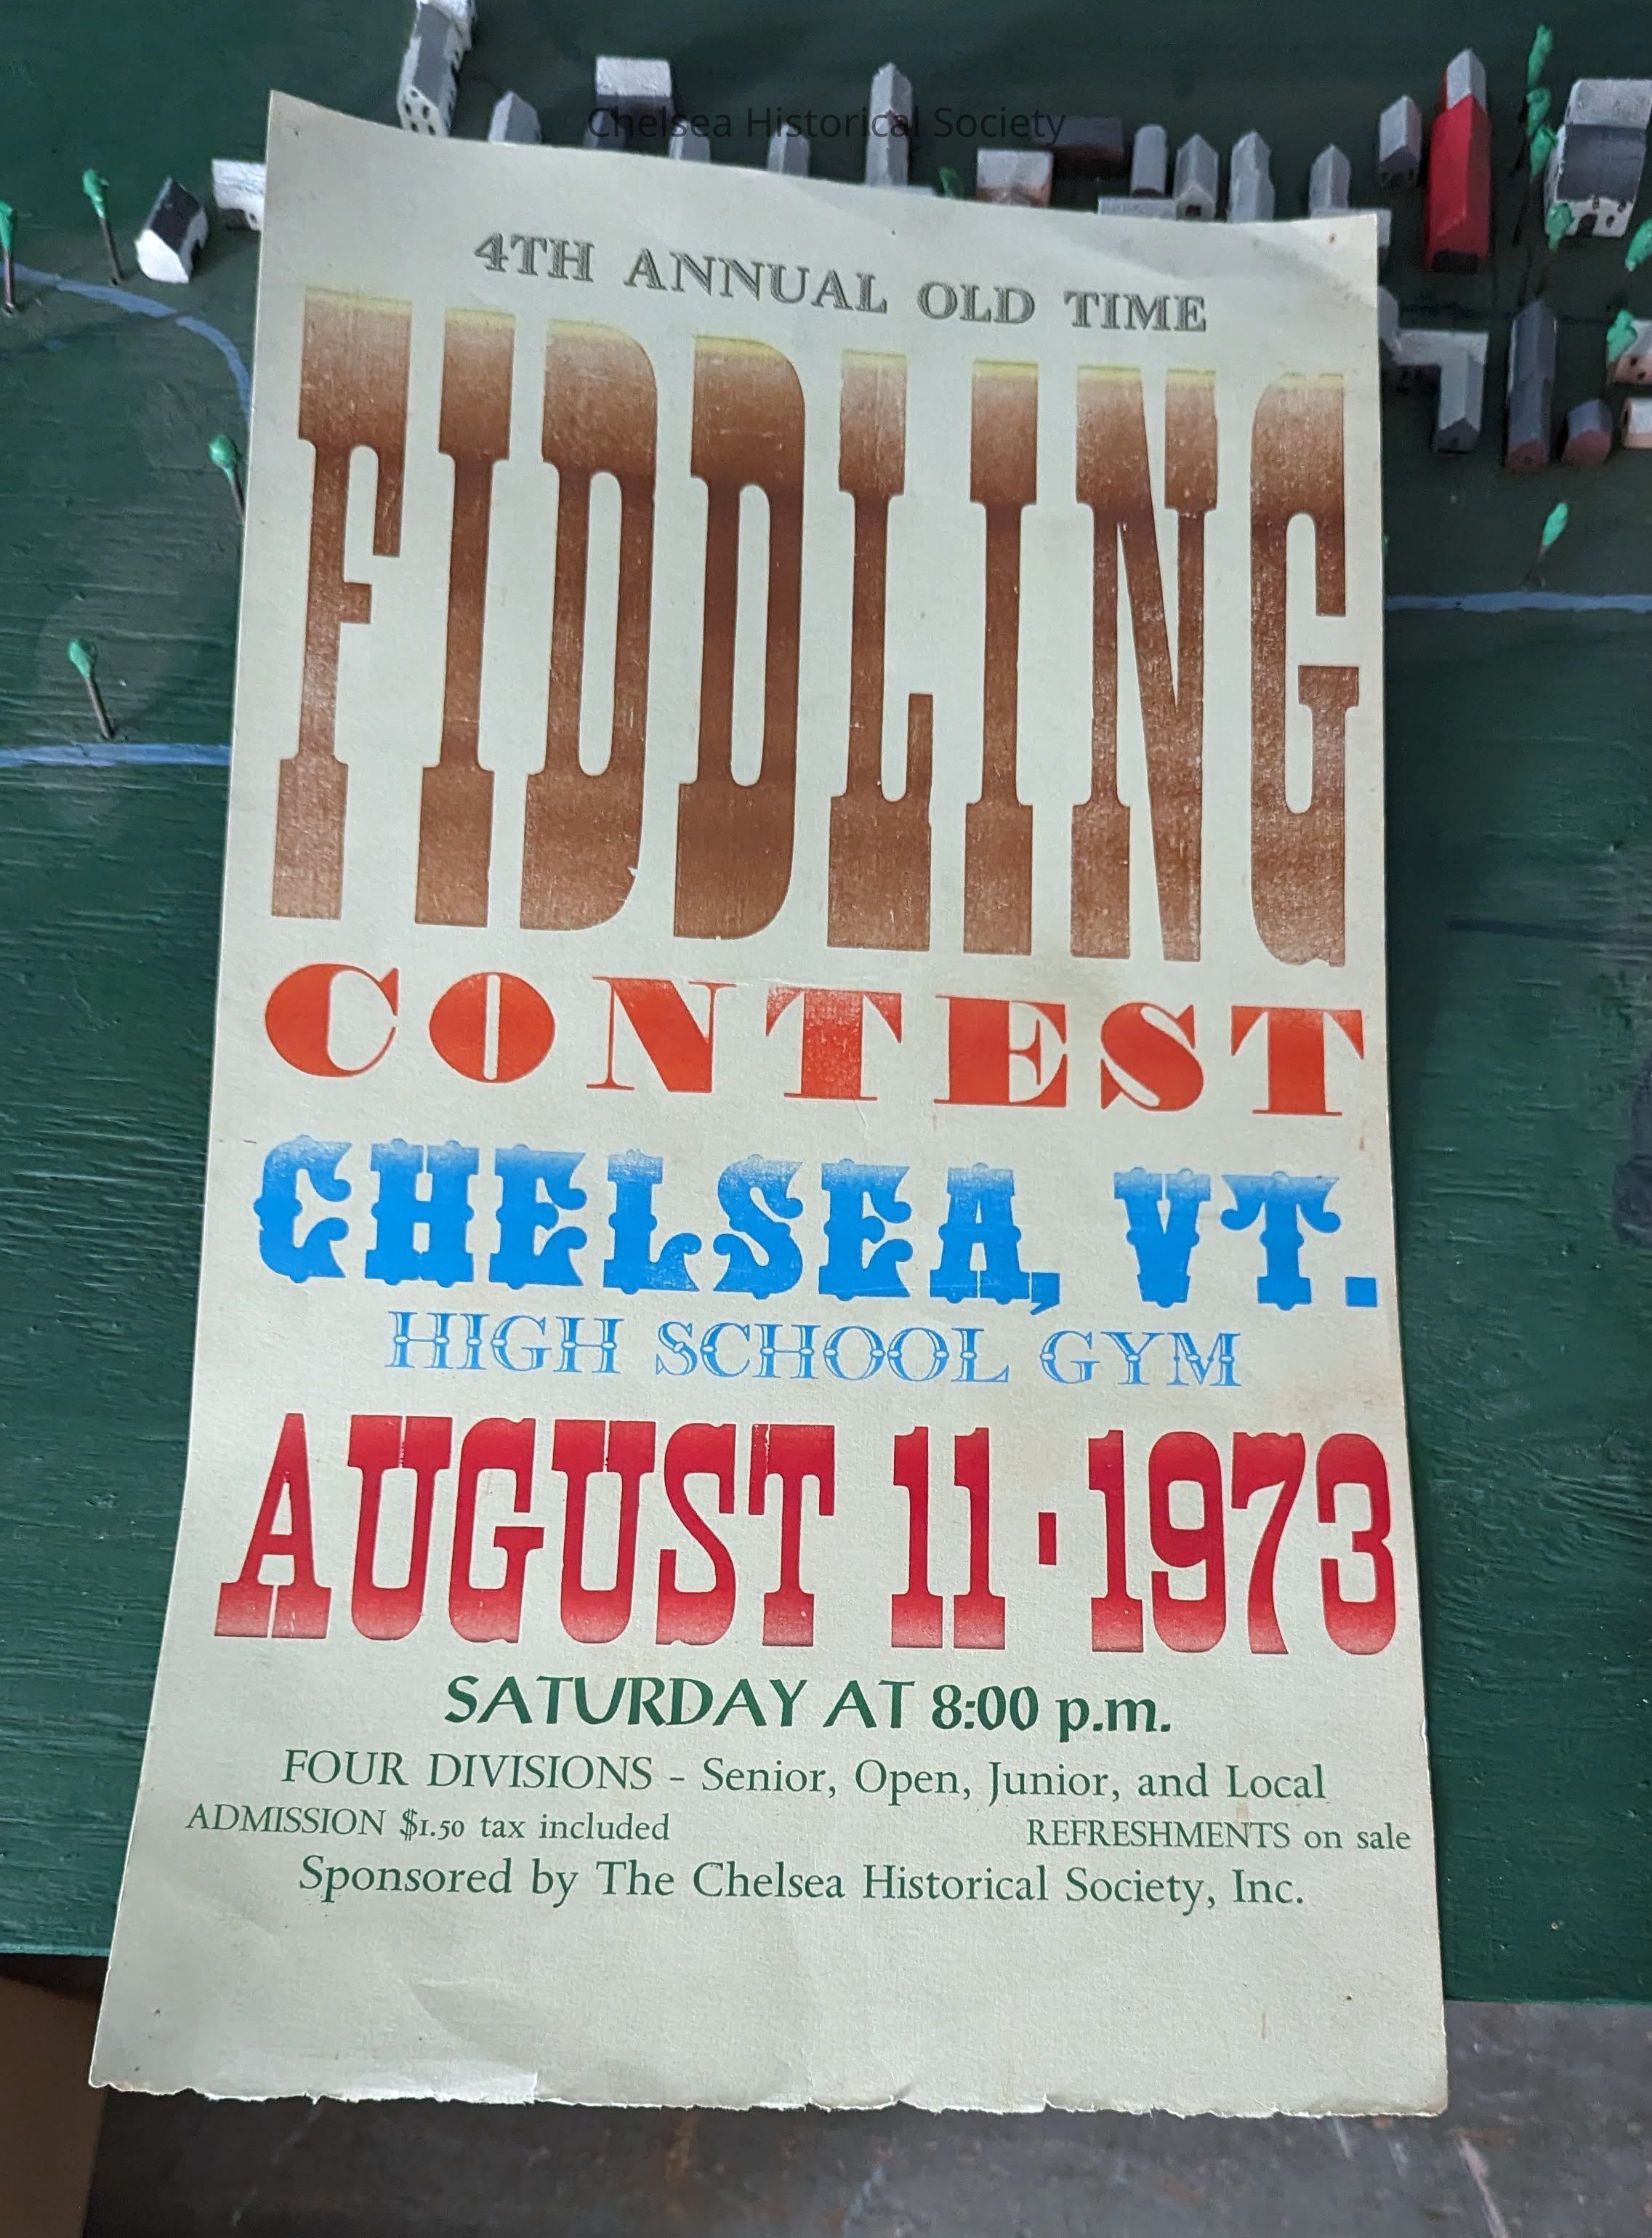 Chelsea Historical Society
4TH ANNUAL OLD TIME
FIDDLING
CONTEST
CHELSEA, VT.
HIGH SCHOOL GYM
AUGUST 11 · 1973
SATURDAY AT 8:00 p.m.
FOUR DIVISIONS - Senior, Open, Junior, and Local
ADMISSION $1.50 tax included REFRESHMENTS on sale
Sponsored by The Chelsea Historical Society, Inc.